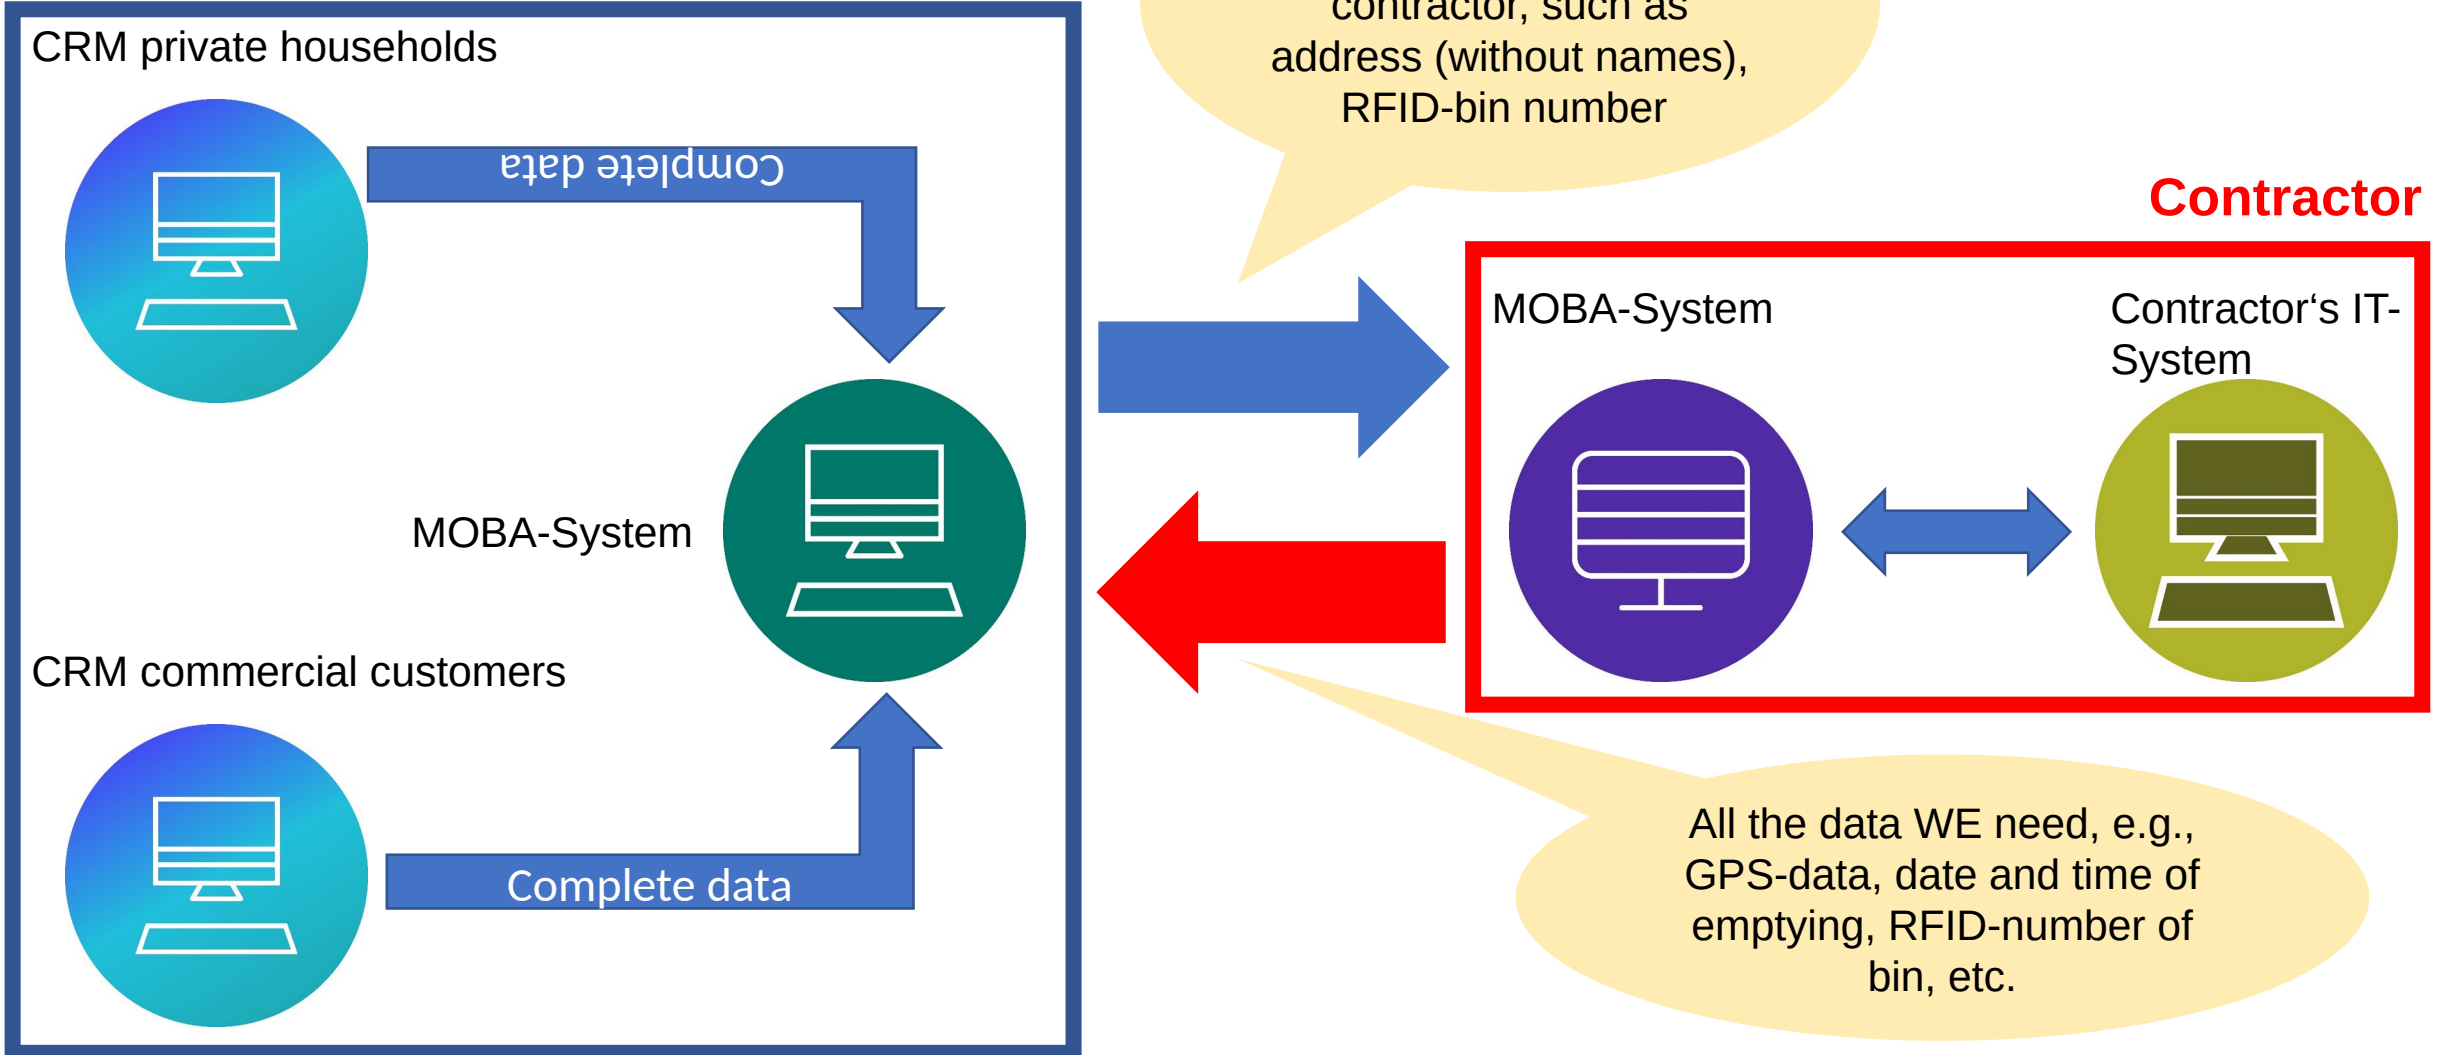 contractor, such as
address (without names),
RFID-bin number
CRM private households
Complete data
Contractor
MOBA-System
Contractor‘s IT-
System
MOBA-System
CRM commercial customers
Complete data
All the data WE need, e.g.,
GPS-data, date and time of
emptying, RFID-number of
bin, etc.